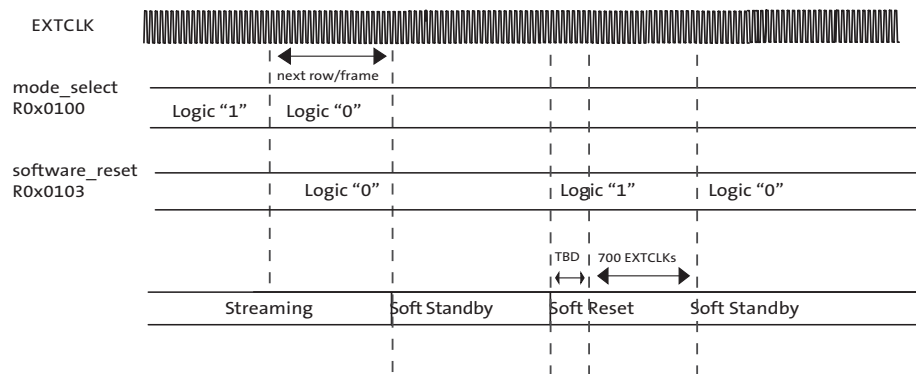 EXTCLK
next row/frame
mode_select
R0x0100
Logic “1” Logic “0”
software_reset
R0x0103
Logic “0” Logic “1” Logic “0”
TBD 700 EXTCLKs
Streaming Soft Standby Soft Reset Soft Standby